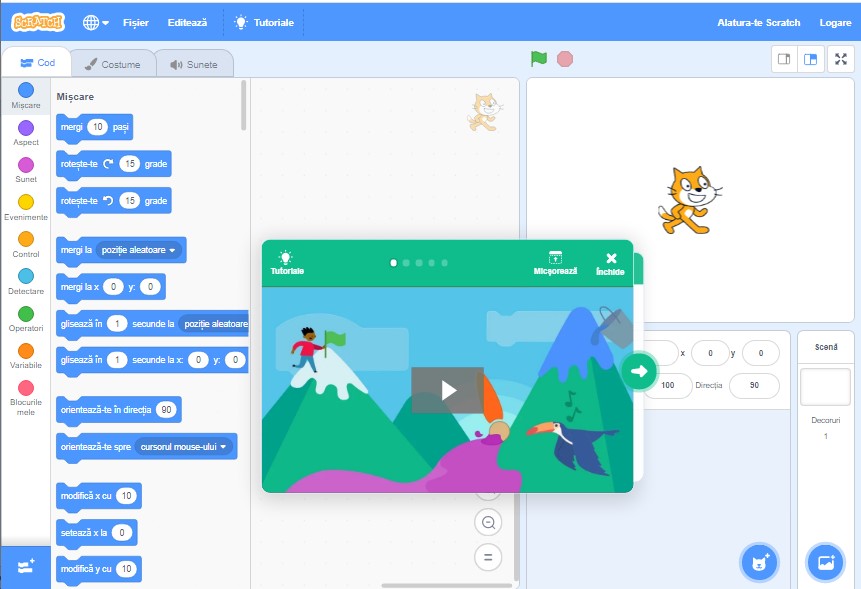 SCRATCH Fișier Editează Tutoriale Alatura-te Scratch Logare
Cod Costume Sunete
Mișcare
Aspect
Sunet
Evenimente
Control
Detectare
Operatori
Variabile
Blocurile
mele
Mișcare
mergi 10 pași
rotește-te 15 grade
rotește-te 15 grade
mergi la poziție aleatoare
mergi la x 0 y: 0
glisează în 1 secunde la poziție aleatoare
glisează în 1 secunde la x: 0 y: 0
orientează-te în direcția 90
orientează-te spre cursorul mouse-ului
modifică x cu 10
setează x la 0
modifică y cu 10
Tutoriale Micșorează Închide
x 0 y 0
100 Direcția 90
Scenă
Decoruri
1